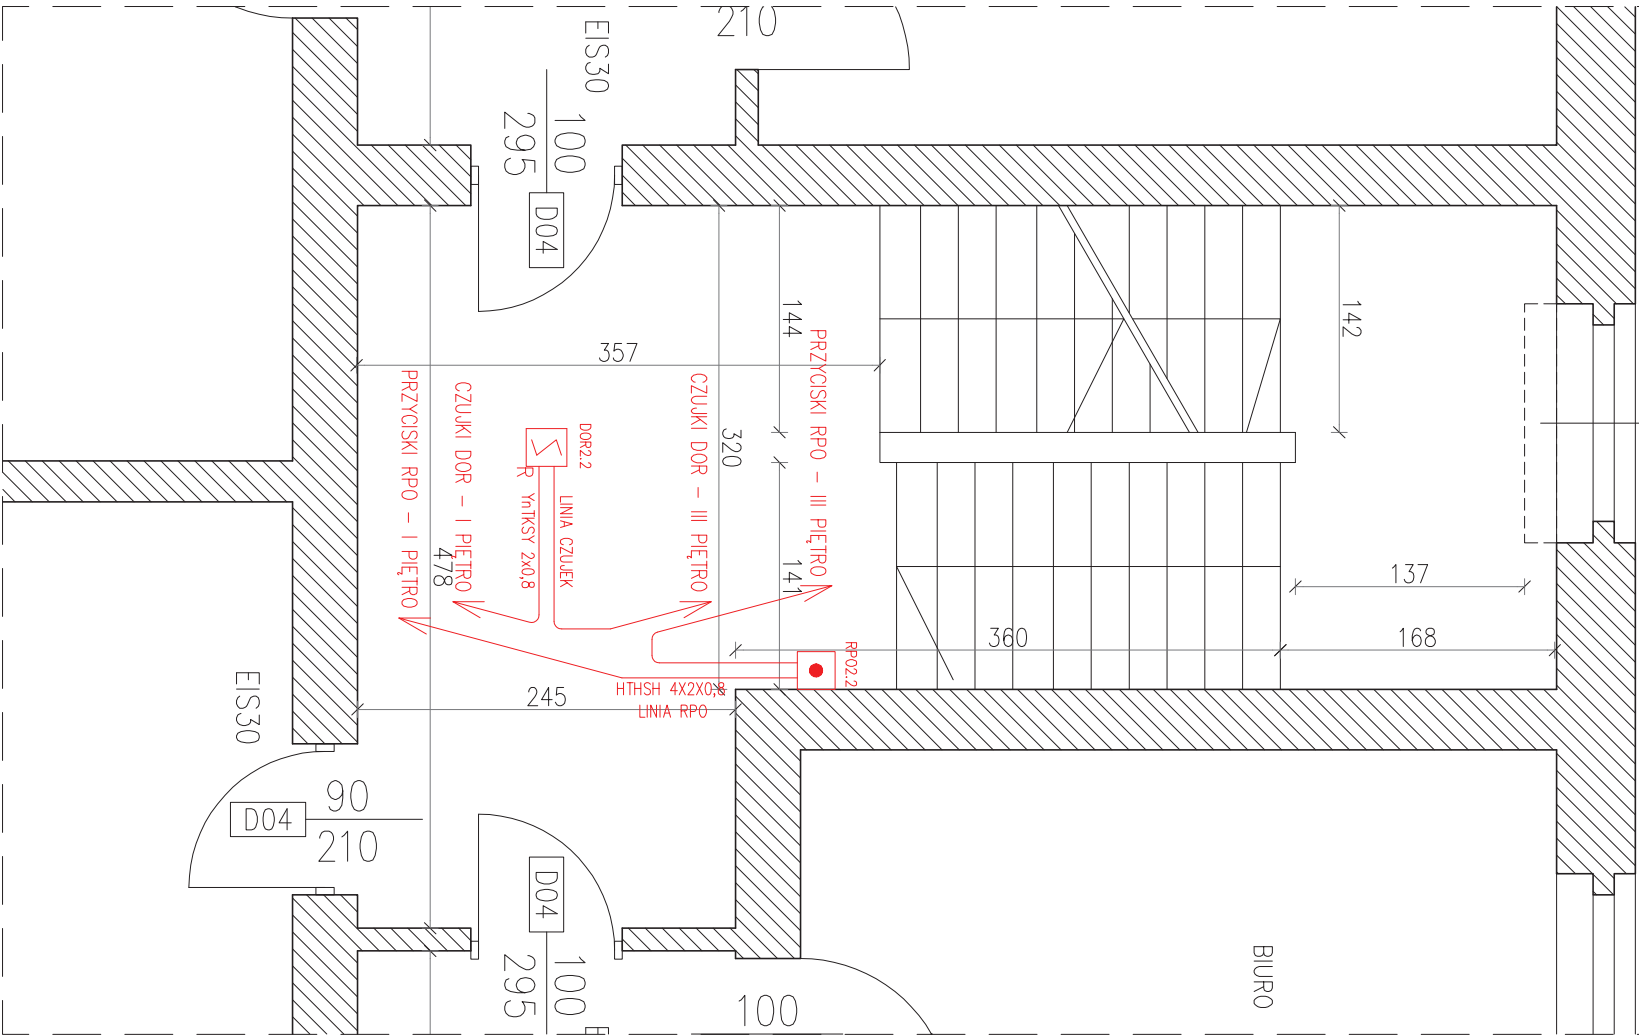 210
EIS30
100
295
D04
144
142
357
PRZYCISKI RPO - III PIĘTRO
CZUJKI DOR - III PIĘTRO
320
DOR2.2
CZUJKI DOR - I PIĘTRO
PRZYCISKI RPO - I PIĘTRO
R
YnTKSY 2x0,8
LINIA CZUJEK
478
141
137
360
168
RPO2.2
HTHSH 4X2X0,8
LINIA RPO
245
EIS30
90
D04
210
D04
100
295
100
BIURO